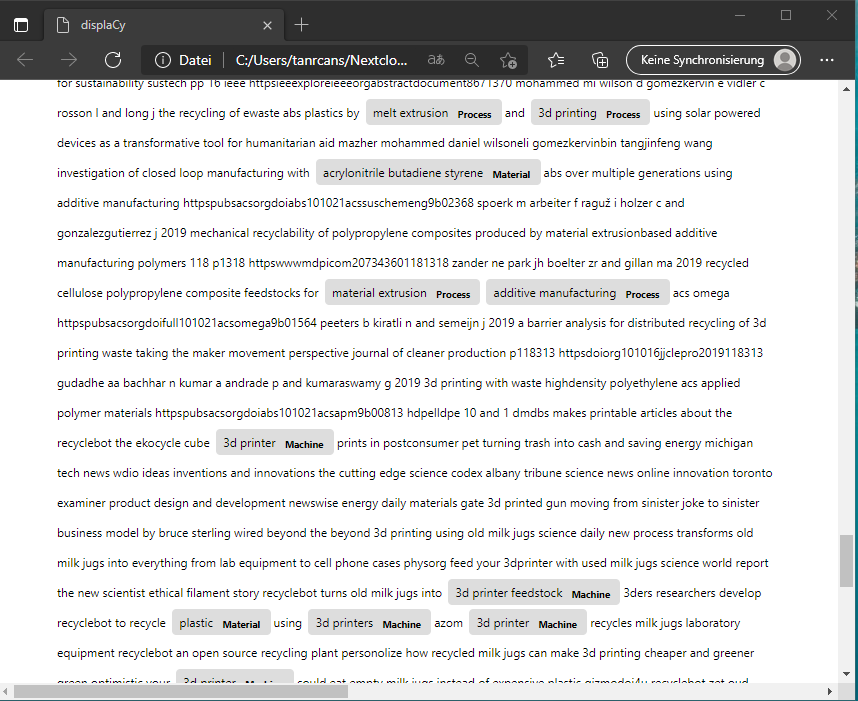 displaCy
Datei C:/Users/tanrcans/Nextclo... aあ Keine Synchronisierung
for sustainability sustech pp 16 ieee httpsieeexploreieeeorgabstractdocument8671370 mohammed mi wilson d gomezkervin e vidler c
rosson l and long j the recycling of ewaste abs plastics by melt extrusion Process and 3d printing Process using solar powered
devices as a transformative tool for humanitarian aid mazher mohammed daniel wilsoneli gomezkervinbin tangjinfeng wang
investigation of closed loop manufacturing with acrylonitrile butadiene styrene Material abs over multiple generations using
additive manufacturing httpspubsacsorgdoiabs101021acssuschemeng9b02368 spoerk m arbeiter f raguž i holzer c and
gonzalezgutierrez j 2019 mechanical recyclability of polypropylene composites produced by material extrusionbased additive
manufacturing polymers 118 p1318 httpswwwmdpicom207343601181318 zander ne park jh boelter zr and gillan ma 2019 recycled
cellulose polypropylene composite feedstocks for material extrusion Process additive manufacturing Process acs omega
httpspubsacsorgdoifull101021acsomega9b01564 peeters b kiratli n and semeijn j 2019 a barrier analysis for distributed recycling of 3d
printing waste taking the maker movement perspective journal of cleaner production p118313 httpsdoiorg101016jjclepro2019118313
gudadhe aa bachhar n kumar a andrade p and kumaraswamy g 2019 3d printing with waste highdensity polyethylene acs applied
polymer materials httpspubsacsorgdoiabs101021acsapm9b00813 hdpelldpe 10 and 1 dmdbs makes printable articles about the
recyclebot the ekocycle cube 3d printer Machine prints in postconsumer pet turning trash into cash and saving energy michigan
tech news wdio ideas inventions and innovations the cutting edge science codex albany tribune science news online innovation toronto
examiner product design and development newswise energy daily materials gate 3d printed gun moving from sinister joke to sinister
business model by bruce sterling wired beyond the beyond 3d printing using old milk jugs science daily new process transforms old
milk jugs into everything from lab equipment to cell phone cases physorg feed your 3dprinter with used milk jugs science world report
the new scientist ethical filament story recyclebot turns old milk jugs into 3d printer feedstock Machine 3ders researchers develop
recyclebot to recycle plastic Material using 3d printers Machine azom 3d printer Machine recycles milk jugs laboratory
equipment recyclebot an open source recycling plant personolize how recycled milk jugs can make 3d printing cheaper and greener
green optimistic your 3d printer Machine could eat empty milk jugs instead of expensive plastic gizmodoi4u recyclebot zet oud